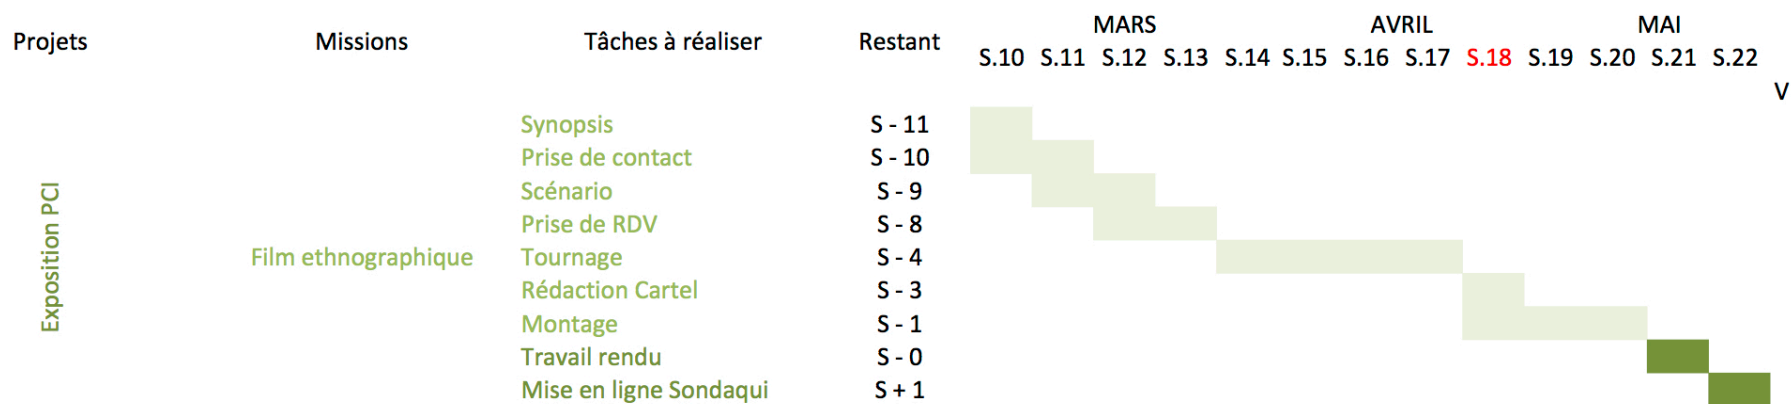 MARS AVRIL MAI
Projets Missions Tâches à réaliser Restant
S.10 S.11 S.12 S.13 S.14 S.15 S.16 S.17 S.18 S.19 S.20 S.21 S.22
V
Synopsis S - 11
Prise de contact S - 10
Scénario S - 9
Prise de RDV S - 8
Exposition PCI
Film ethnographique Tournage S - 4
Rédaction Cartel S - 3
Montage S - 1
Travail rendu S - 0
Mise en ligne Sondaqui S + 1